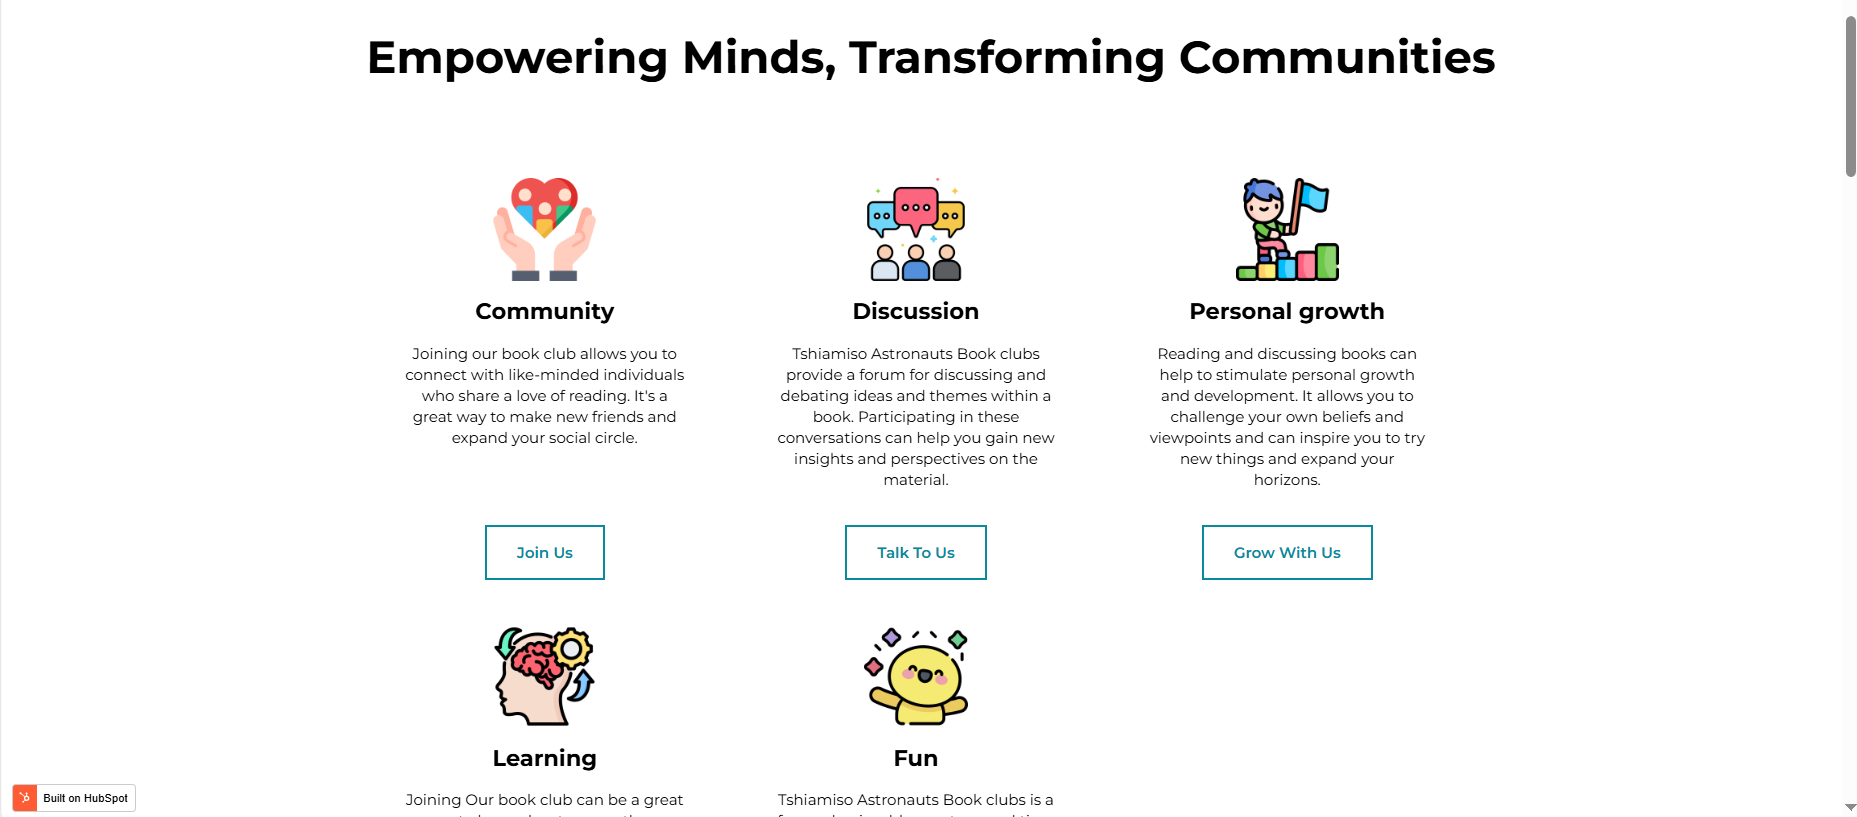 Empowering Minds, Transforming Communities
Community
Joining our book club allows you to
connect with like-minded individuals
who share a love of reading. It's a
great way to make new friends and
expand your social circle.
Join Us
Discussion
Tshiamiso Astronauts Book clubs
provide a forum for discussing and
debating ideas and themes within a
book. Participating in these
conversations can help you gain new
insights and perspectives on the
material.
Talk To Us
Personal growth
Reading and discussing books can
help to stimulate personal growth
and development. It allows you to
challenge your own beliefs and
viewpoints and can inspire you to try
new things and expand your
horizons.
Grow With Us
Learning
Joining Our book club can be a great
Fun
Tshiamiso Astronauts Book clubs is a
Built on HubSpot